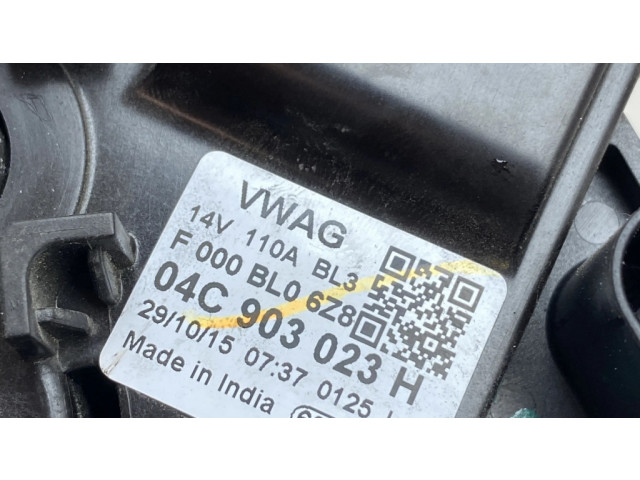 VWAG
14V 110A BL3
F 000 BL0 6Z8
04C 903 023 H
29/10/15 07:37 0125
Made in India